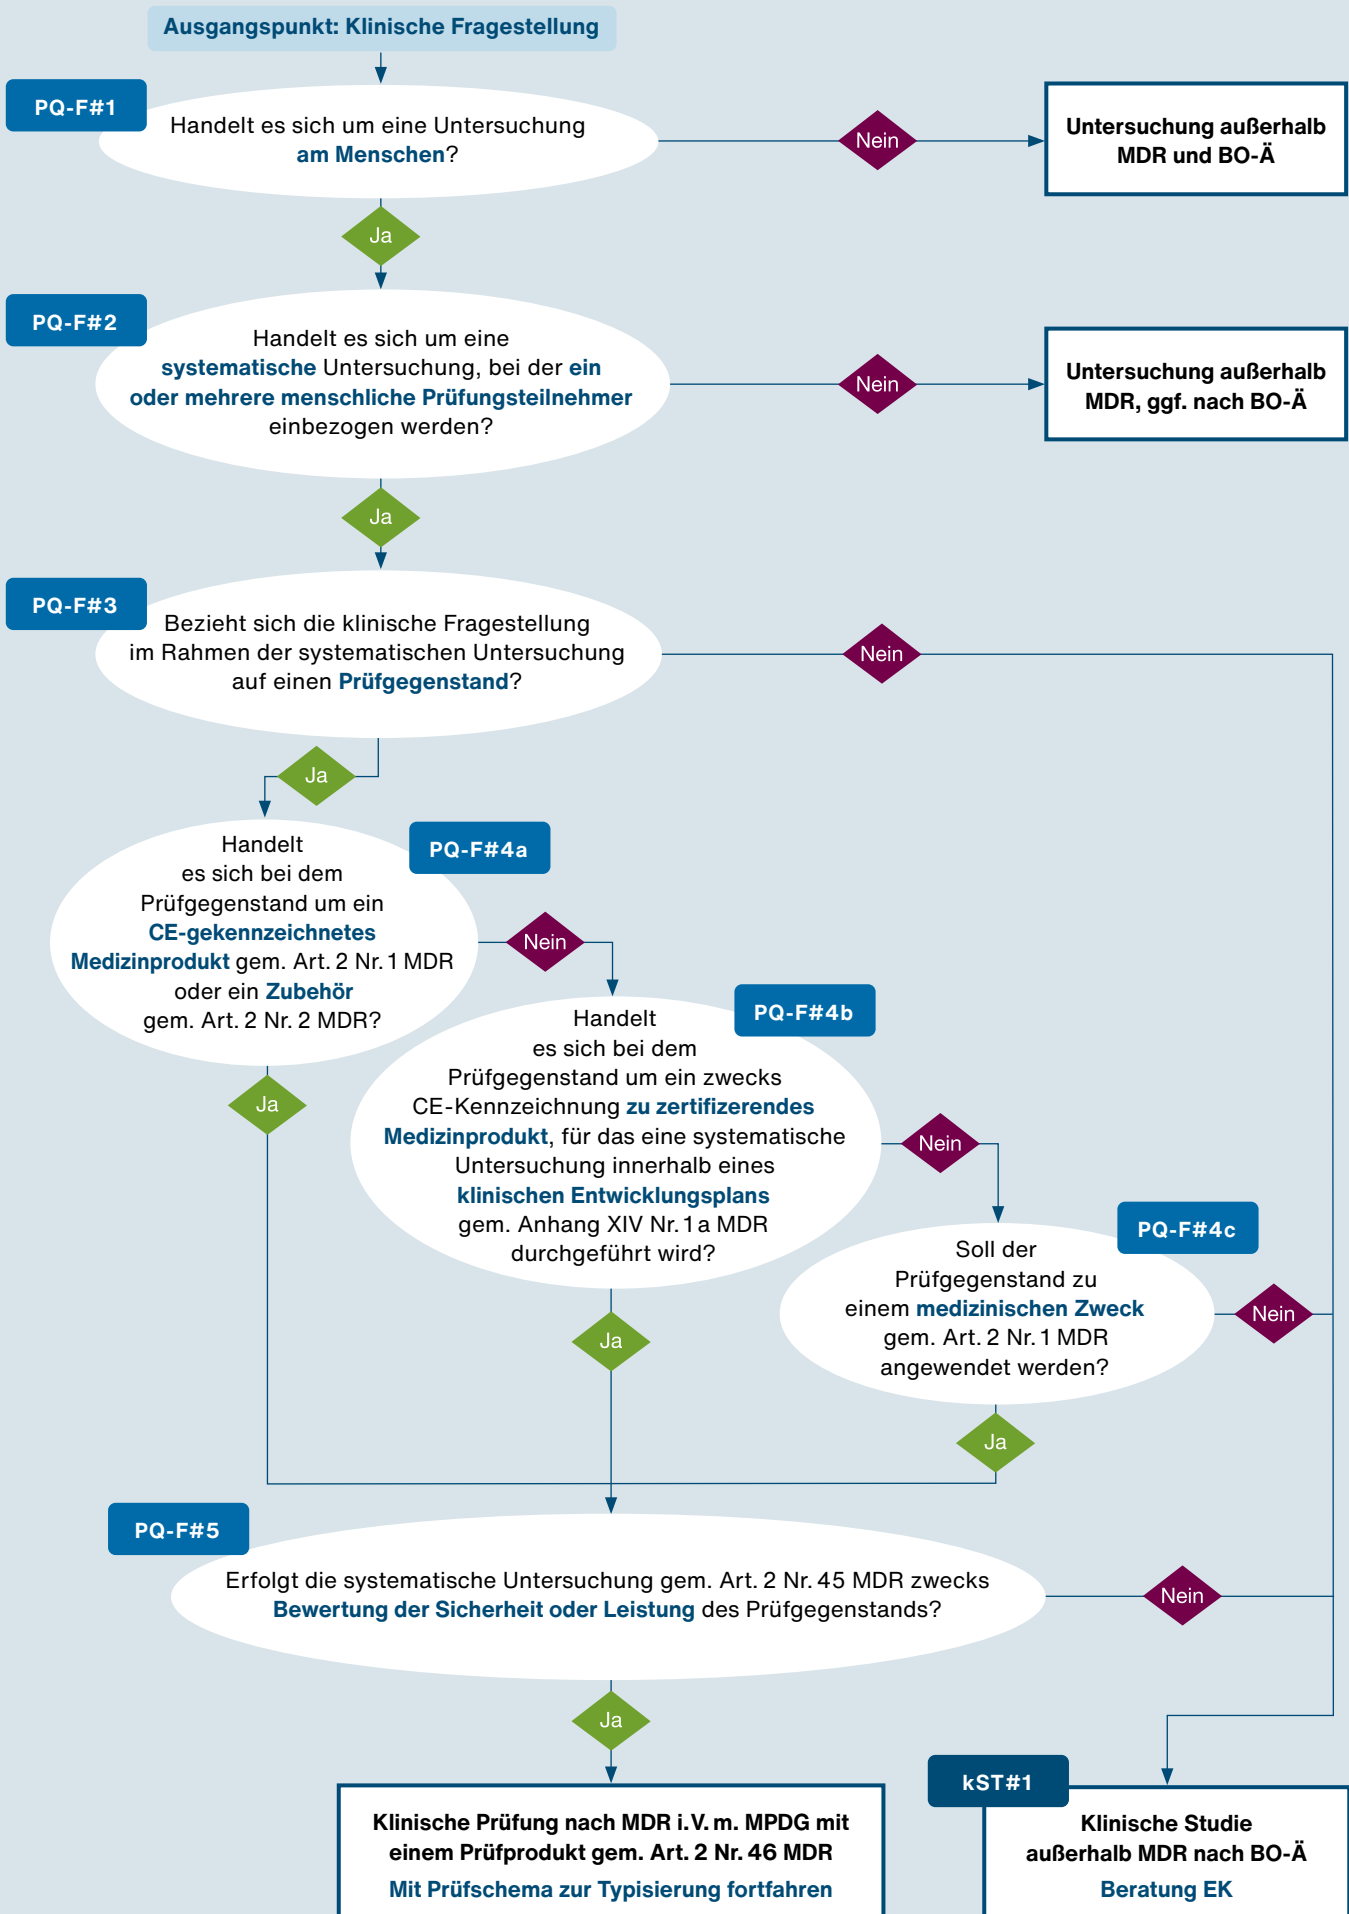 Ausgangspunkt: Klinische Fragestellung
PQ-F#1
Handelt es sich um eine Untersuchung
am Menschen?
Nein
Untersuchung außerhalb
MDR und BO-Ä
Ja
PQ-F#2
Handelt es sich um eine
systematische Untersuchung, bei der ein
oder mehrere menschliche Prüfungsteilnehmer
einbezogen werden?
Nein
Untersuchung außerhalb
MDR, ggf. nach BO-Ä
Ja
PQ-F#3
Bezieht sich die klinische Fragestellung
im Rahmen der systematischen Untersuchung
auf einen Prüfgegenstand?
Nein
Ja
PQ-F#4a
Handelt
es sich bei dem
Prüfgegenstand um ein
CE-gekennzeichnetes
Medizinprodukt gem. Art. 2 Nr. 1 MDR
oder ein Zubehör
gem. Art. 2 Nr. 2 MDR?
Nein
Ja
PQ-F#4b
Handelt
es sich bei dem
Prüfgegenstand um ein zwecks
CE-Kennzeichnung zu zertifizerendes
Medizinprodukt, für das eine systematische
Untersuchung innerhalb eines
klinischen Entwicklungsplans
gem. Anhang XIV Nr. 1 a MDR
durchgeführt wird?
Nein
Ja
PQ-F#4c
Soll der
Prüfgegenstand zu
einem medizinischen Zweck
gem. Art. 2 Nr. 1 MDR
angewendet werden?
Nein
Ja
PQ-F#5
Erfolgt die systematische Untersuchung gem. Art. 2 Nr. 45 MDR zwecks
Bewertung der Sicherheit oder Leistung des Prüfgegenstands?
Nein
Ja
Klinische Prüfung nach MDR i. V. m. MPDG mit
einem Prüfprodukt gem. Art. 2 Nr. 46 MDR
Mit Prüfschema zur Typisierung fortfahren
kST#1
Klinische Studie
außerhalb MDR nach BO-Ä
Beratung EK